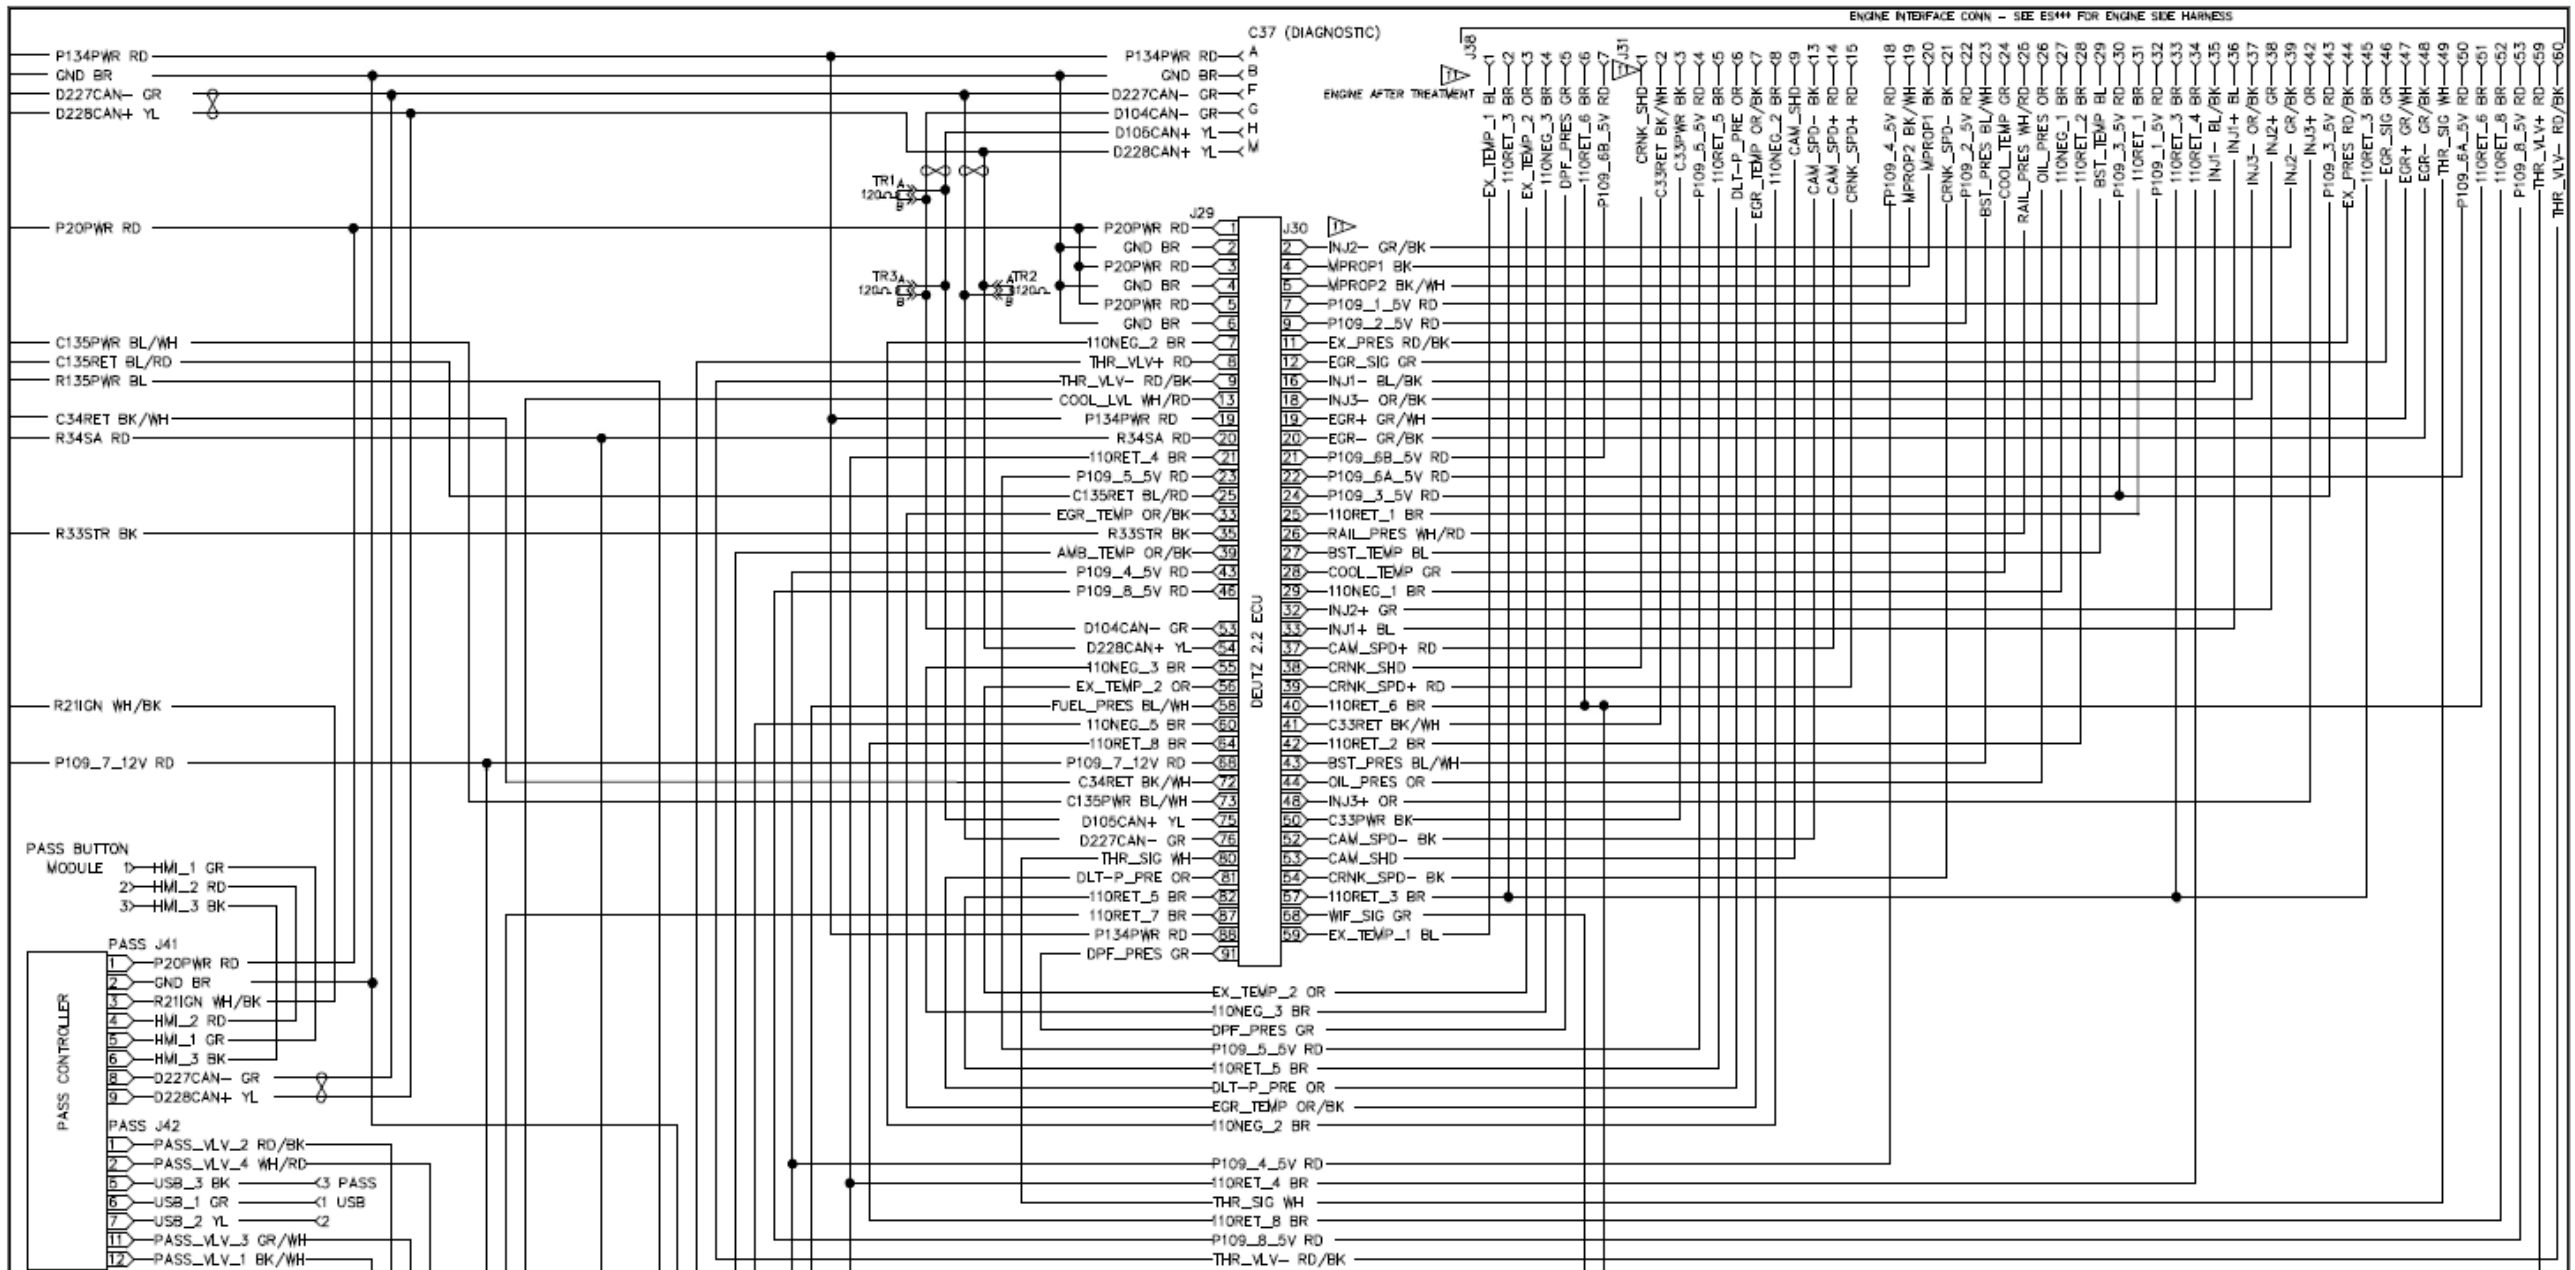 ENGINE INTERFACE CONN - SEE ES*** FOR ENGINE SIDE HARNESS
C37 (DIAGNOSTIC)
P134PWR RD
GND BR
D227CAN- GR
D228CAN+ YL
P134PWR RD A
GND BR B
D227CAN- GR F
D104CAN- GR G
D105CAN+ YL H
D228CAN+ YL M
ENGINE AFTER TREATMENT
J38
EX_TEMP_1 BL 1
110RET_3 BR 2
EX_TEMP_2 OR 3
110NEG_3 BR 4
DPF_PRES GR 5
110RET_6 BR 6
P109_6B_5V RD 7
J31
CRNK_SHD 1
C33RET BK/WH 2
C33PWR BK 3
P109_5_5V RD 4
110RET_5 BR 5
DLT-P_PRE OR 6
EGR_TEMP OR/BK 7
110NEG_2 BR 8
CAM_SHD 9
CAM_SPD- BK 13
CAM_SPD+ RD 14
CRNK_SPD+ RD 15
P109_4_5V RD 18
MPROP2 BK/WH 19
MPROP1 BK 20
CRNK_SPD- BK 21
P109_2_5V RD 22
BST_PRES BL/WH 23
COOL_TEMP GR 24
RAIL_PRES WH/RD 25
OIL_PRES OR 26
110NEG_1 BR 27
110RET_2 BR 28
BST_TEMP BL 29
P109_3_5V RD 30
110RET_1 BR 31
P109_1_5V RD 32
110RET_3 BR 33
110RET_4 BR 34
INJ1- BL/BK 35
INJ1+ BL 36
INJ3- OR/BK 37
INJ2+ GR 38
INJ2- GR/BK 39
INJ3+ OR 42
P109_3_5V RD 43
EX_PRES RD/BK 44
110RET_3 BR 45
EGR_SIG GR 46
EGR+ GR/WH 47
EGR- GR/BK 48
THR_SIG WH 49
P109_6A_5V RD 50
110RET_6 BR 51
110RET_8 BR 52
P109_8_5V RD 53
THR_VLV+ RD 59
THR_VLV- RD/BK 60
TR1 A
120Ω B
TR3 A
120Ω B
A TR2
B 120Ω
P20PWR RD
C135PWR BL/WH
C135RET BL/RD
R135PWR BL
C34RET BK/WH
R34SA RD
R33STR BK
R21IGN WH/BK
P109_7_12V RD
J29
P20PWR RD 1
GND BR 2
P20PWR RD 3
GND BR 4
P20PWR RD 5
GND BR 6
110NEG_2 BR 7
THR_VLV+ RD 8
THR_VLV- RD/BK 9
COOL_LVL WH/RD 13
P134PWR RD 19
R34SA RD 20
110RET_4 BR 21
P109_5_5V RD 23
C135RET BL/RD 25
EGR_TEMP OR/BK 33
R33STR BK 35
AMB_TEMP OR/BK 39
P109_4_5V RD 43
P109_8_5V RD 46
D104CAN- GR 53
D228CAN+ YL 54
110NEG_3 BR 55
EX_TEMP_2 OR 56
FUEL_PRES BL/WH 58
110NEG_5 BR 60
110RET_8 BR 64
P109_7_12V RD 68
C34RET BK/WH 72
C135PWR BL/WH 73
D105CAN+ YL 75
D227CAN- GR 76
THR_SIG WH 80
DLT-P_PRE OR 81
110RET_5 BR 82
110RET_7 BR 87
P134PWR RD 88
DPF_PRES GR 91
DEUTZ 2.2 ECU
J30
2 INJ2- GR/BK
4 MPROP1 BK
5 MPROP2 BK/WH
7 P109_1_5V RD
9 P109_2_5V RD
11 EX_PRES RD/BK
12 EGR_SIG GR
16 INJ1- BL/BK
18 INJ3- OR/BK
19 EGR+ GR/WH
20 EGR- GR/BK
21 P109_6B_5V RD
22 P109_6A_5V RD
24 P109_3_5V RD
25 110RET_1 BR
26 RAIL_PRES WH/RD
27 BST_TEMP BL
28 COOL_TEMP GR
29 110NEG_1 BR
32 INJ2+ GR
33 INJ1+ BL
37 CAM_SPD+ RD
38 CRNK_SHD
39 CRNK_SPD+ RD
40 110RET_6 BR
41 C33RET BK/WH
42 110RET_2 BR
43 BST_PRES BL/WH
44 OIL_PRES OR
48 INJ3+ OR
50 C33PWR BK
52 CAM_SPD- BK
53 CAM_SHD
54 CRNK_SPD- BK
57 110RET_3 BR
58 WIF_SIG GR
59 EX_TEMP_1 BL
EX_TEMP_2 OR
110NEG_3 BR
DPF_PRES GR
P109_5_5V RD
110RET_5 BR
DLT-P_PRE OR
EGR_TEMP OR/BK
110NEG_2 BR
P109_4_5V RD
110RET_4 BR
THR_SIG WH
110RET_8 BR
P109_8_5V RD
THR_VLV- RD/BK
PASS BUTTON
MODULE 1 HMI_1 GR
2 HMI_2 RD
3 HMI_3 BK
PASS CONTROLLER
PASS J41
1 P20PWR RD
2 GND BR
3 R21IGN WH/BK
4 HMI_2 RD
5 HMI_1 GR
6 HMI_3 BK
8 D227CAN- GR
9 D228CAN+ YL
PASS J42
1 PASS_VLV_2 RD/BK
2 PASS_VLV_4 WH/RD
5 USB_3 BK 3 PASS
6 USB_1 GR 1 USB
7 USB_2 YL 2
11 PASS_VLV_3 GR/WH
12 PASS_VLV_1 BK/WH